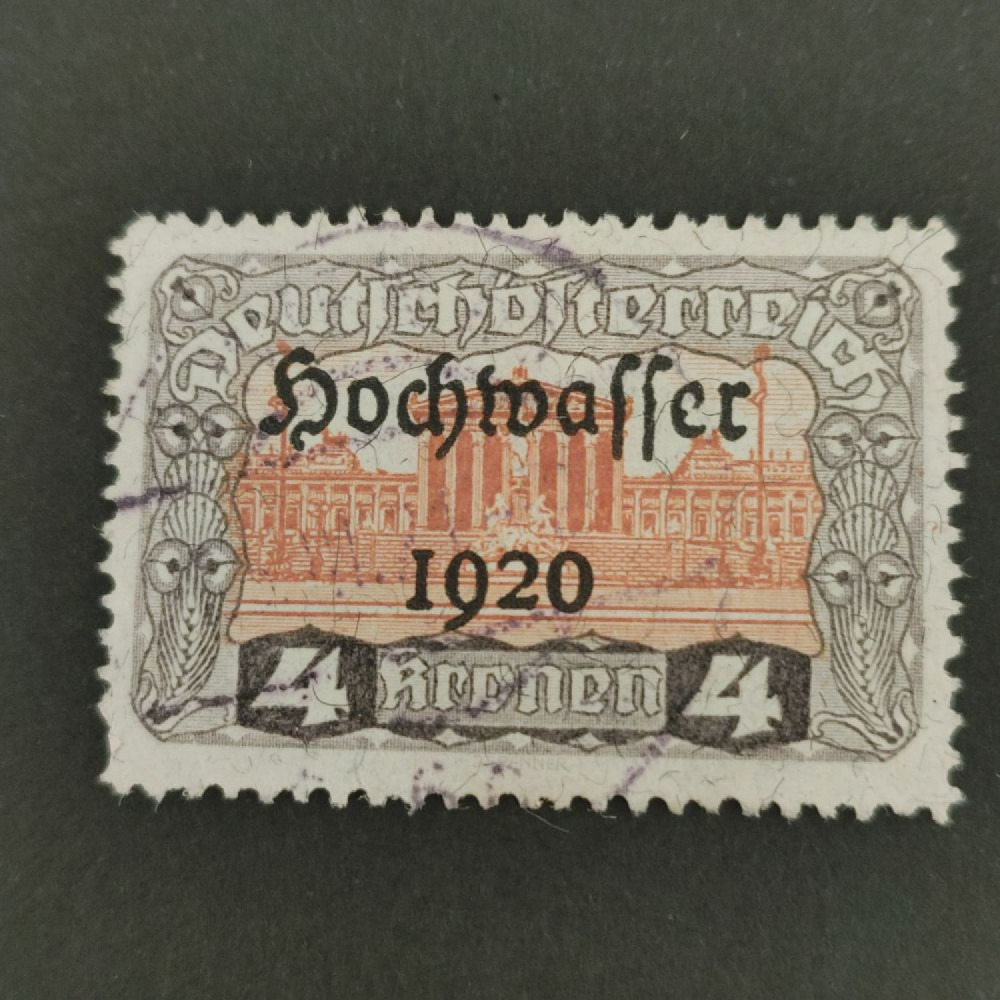 Deutschösterreich
Hochwasser
1920
4 Kronen 4